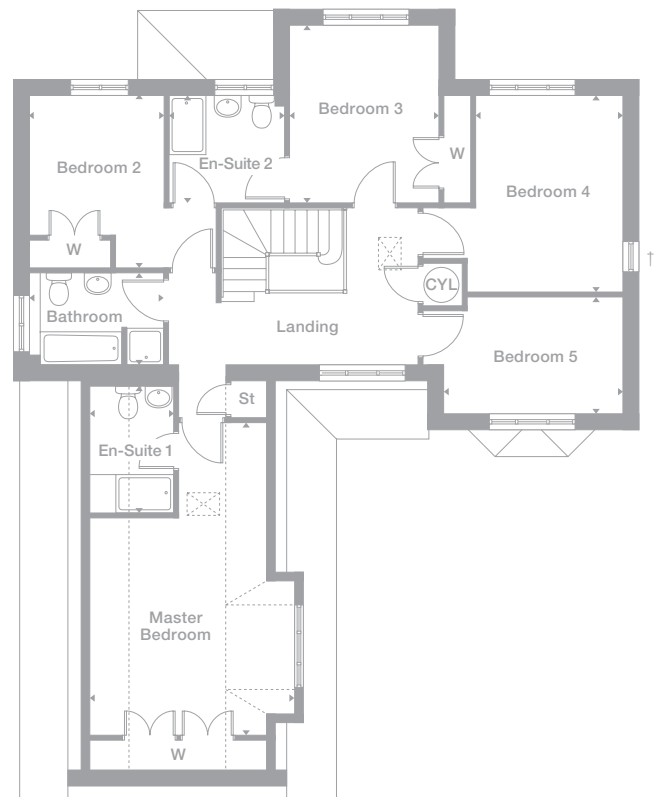 Bedroom 3
Bedroom 2
En-Suite 2
W
Bedroom 4
W
†
CYL
Bathroom
Landing
Bedroom 5
St
En-Suite 1
Master
Bedroom
W